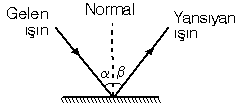 Gelen
ışın
Normal
Yansıyan
ışın
α β